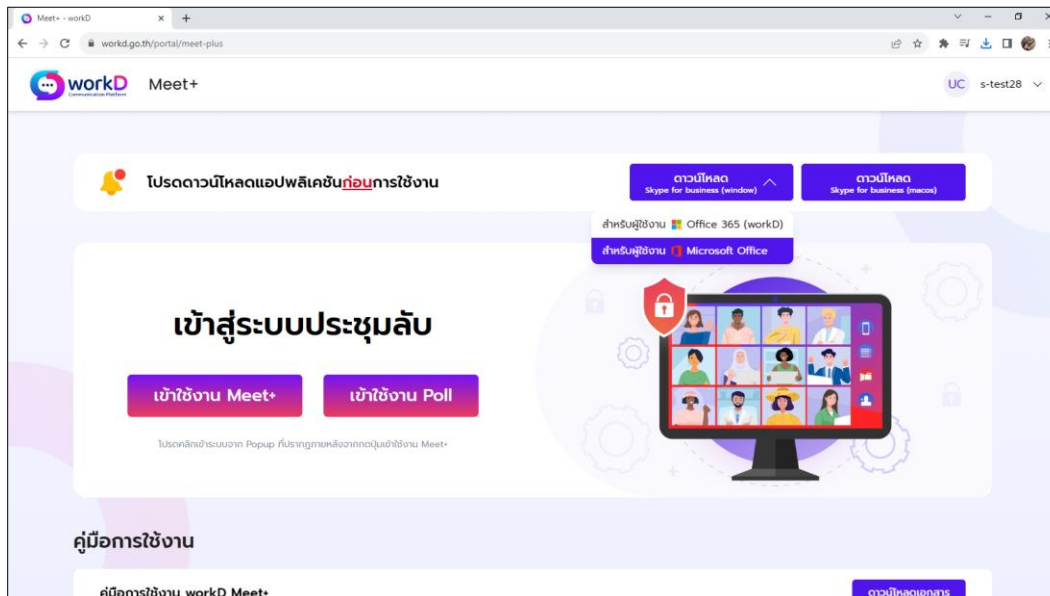 Meet+ - workD
workd.go.th/portal/meet-plus
workD
Communication Platform
Meet+
UC s-test28
โปรดดาวน์โหลดแอปพลิเคชันก่อนการใช้งาน
ดาวน์โหลด
Skype for business (window)
ดาวน์โหลด
Skype for business (macos)
สำหรับผู้ใช้งาน Office 365 (workD)
สำหรับผู้ใช้งาน Microsoft Office
เข้าสู่ระบบประชุมลับ
เข้าใช้งาน Meet+
เข้าใช้งาน Poll
โปรดคลิกเข้าระบบจาก Popup ที่ปรากฏภายหลังจากกดปุ่มเข้าใช้งาน Meet+
คู่มือการใช้งาน
คู่มือการใช้งาน workD Meet+
ดาวน์โหลดเอกสาร